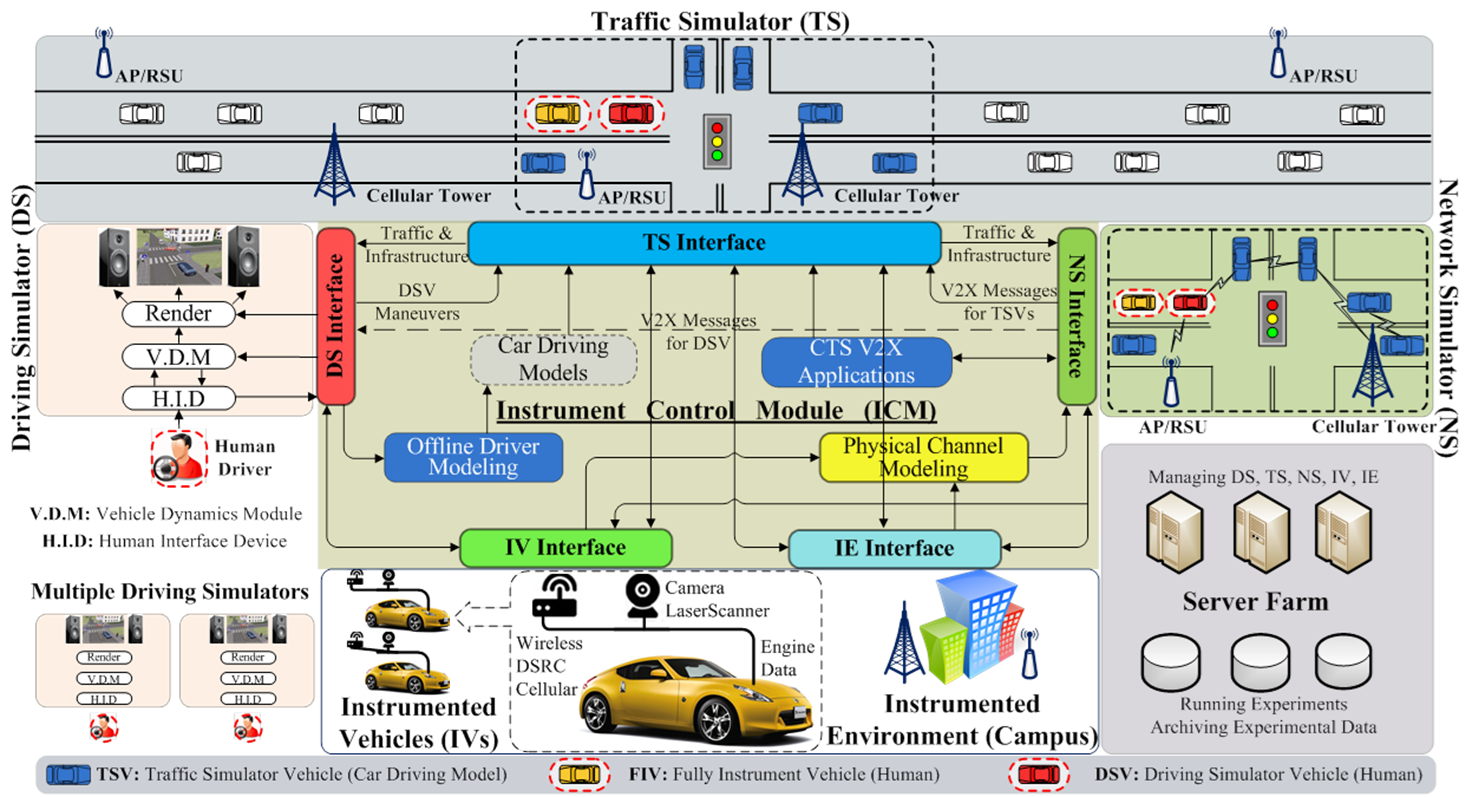 Traffic Simulator (TS)
AP/RSU
AP/RSU
Cellular Tower
AP/RSU
Cellular Tower
Driving Simulator (DS)
Render
V.D.M
H.I.D
Human
Driver
V.D.M: Vehicle Dynamics Module
H.I.D: Human Interface Device
Multiple Driving Simulators
Render
V.D.M
H.I.D
Render
V.D.M
H.I.D
DS Interface
Traffic &
Infrastructure
TS Interface
Traffic &
Infrastructure
NS Interface
DSV
Maneuvers
V2X Messages
for DSV
V2X Messages
for TSVs
Car Driving
Models
CTS V2X
Applications
Instrument Control Module (ICM)
Offline Driver
Modeling
Physical Channel
Modeling
IV Interface
IE Interface
Instrumented
Vehicles (IVs)
Camera
LaserScanner
Wireless
DSRC
Cellular
Engine
Data
Instrumented
Environment (Campus)
Network Simulator (NS)
AP/RSU
Cellular Tower
Managing DS, TS, NS, IV, IE
Server Farm
Running Experiments
Archiving Experimental Data
TSV: Traffic Simulator Vehicle (Car Driving Model)
FIV: Fully Instrument Vehicle (Human)
DSV: Driving Simulator Vehicle (Human)